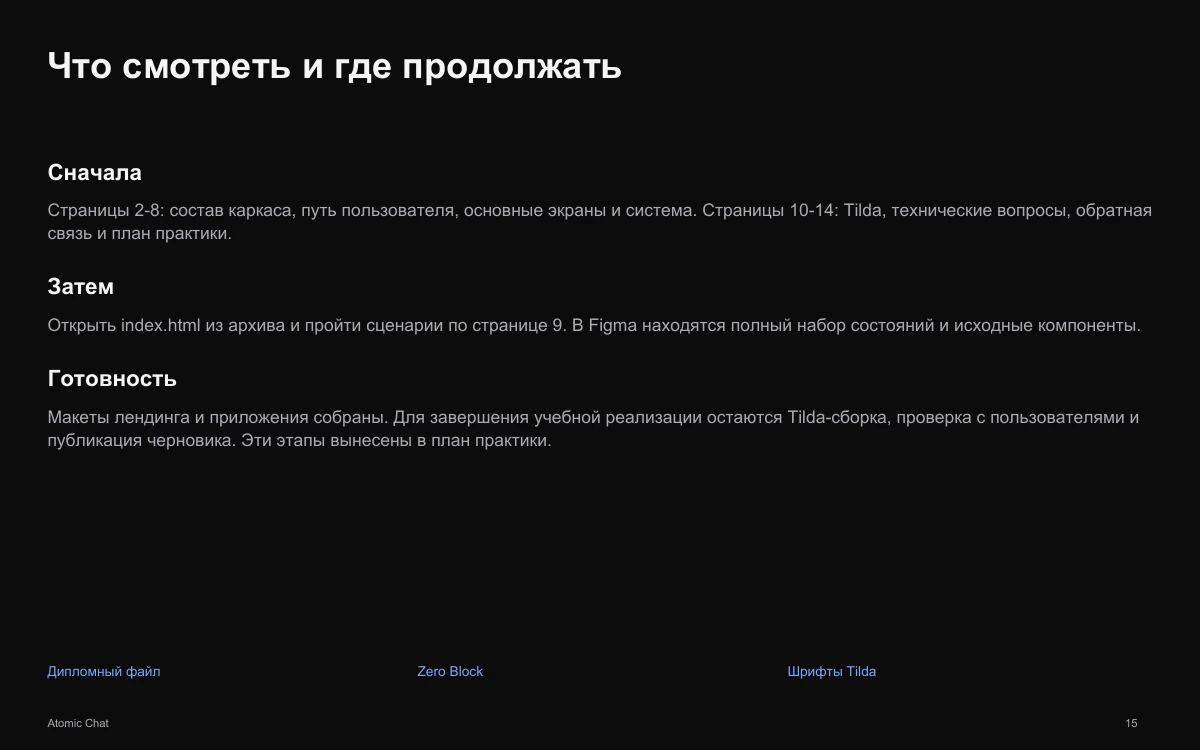 Что смотреть и где продолжать
Сначала
Страницы 2-8: состав каркаса, путь пользователя, основные экраны и система. Страницы 10-14: Tilda, технические вопросы, обратная
связь и план практики.
Затем
Открыть index.html из архива и пройти сценарии по странице 9. В Figma находятся полный набор состояний и исходные компоненты.
Готовность
Макеты лендинга и приложения собраны. Для завершения учебной реализации остаются Tilda-сборка, проверка с пользователями и
публикация черновика. Эти этапы вынесены в план практики.
Дипломный файл
Zero Block
Шрифты Tilda
Atomic Chat
15